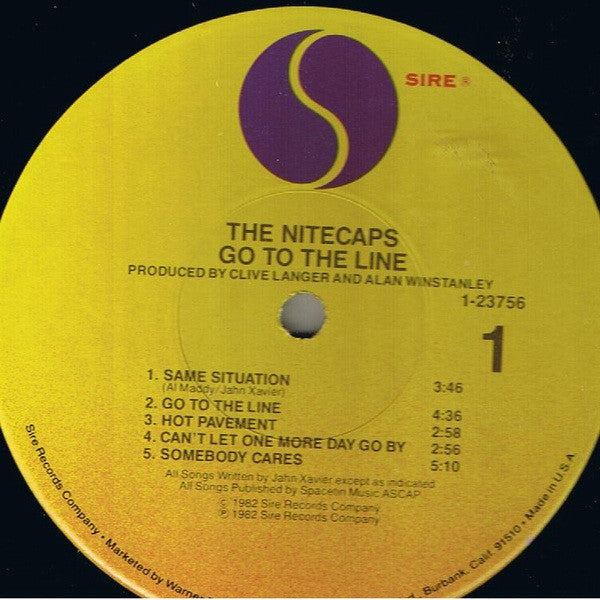 SIRE ®
THE NITECAPS
GO TO THE LINE
PRODUCED BY CLIVE LANGER AND ALAN WINSTANLEY
1-23756
1
1. SAME SITUATION 3:46
(Al Maddy/Jahn Xavier)
2. GO TO THE LINE 4:36
3. HOT PAVEMENT 2:58
4. CAN'T LET ONE MORE DAY GO BY 2:56
5. SOMEBODY CARES 5:10
All Songs Written by Jahn Xavier except as indicated
All Songs Published by Spacefin Music ASCAP
© 1982 Sire Records Company
℗ 1982 Sire Records Company
Sire Records Company • Marketed by Warner Burbank, Calif. 91510 • Made in U.S.A.